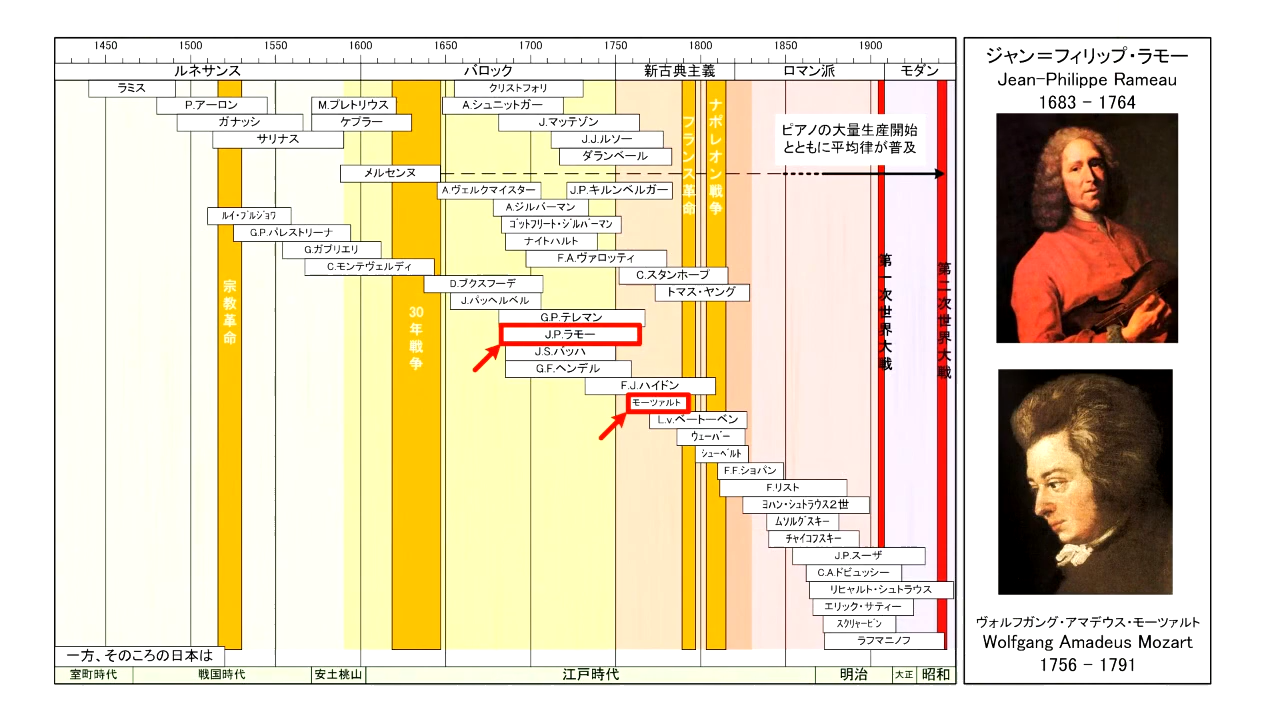 1450 1500 1550 1600 1650 1700 1750 1800 1850 1900
ルネサンス バロック 新古典主義 ロマン派 モダン
ラミス
クリストフォリ
P.アーロン
M.プレトリウス
A.シュニットガー
ガナッシ
ケプラー
J.マッテゾン
サリナス
J.J.ルソー
ダランベール
ピアノの大量生産開始
とともに平均律が普及
メルセンヌ
A.ヴェルクマイスター
J.P.キルンベルガー
A.ジルバーマン
ルイ・ブルジョワ
ゴットフリート・ジルバーマン
G.P.パレストリーナ
ナイトハルト
G.ガブリエリ
F.A.ヴァロッティ
C.モンテヴェルディ
C.スタンホープ
D.ブクスフーデ
トマス・ヤング
J.パッヘルベル
G.P.テレマン
J.P.ラモー
J.S.バッハ
G.F.ヘンデル
F.J.ハイドン
モーツァルト
L.v.ベートーベン
ウェーバー
シューベルト
F.F.ショパン
F.リスト
ヨハン・シュトラウス2世
ムソルグスキー
チャイコフスキー
J.P.スーザ
C.A.ドビュッシー
リヒャルト・シュトラウス
エリック・サティー
スクリャービン
ラフマニノフ
宗教革命
30年戦争
フランス革命
ナポレオン戦争
第一次世界大戦
第二次世界大戦
一方、そのころの日本は
室町時代 戦国時代 安土桃山 江戸時代 明治 大正 昭和
ジャン=フィリップ・ラモー
Jean-Philippe Rameau
1683 - 1764
ヴォルフガング・アマデウス・モーツァルト
Wolfgang Amadeus Mozart
1756 - 1791